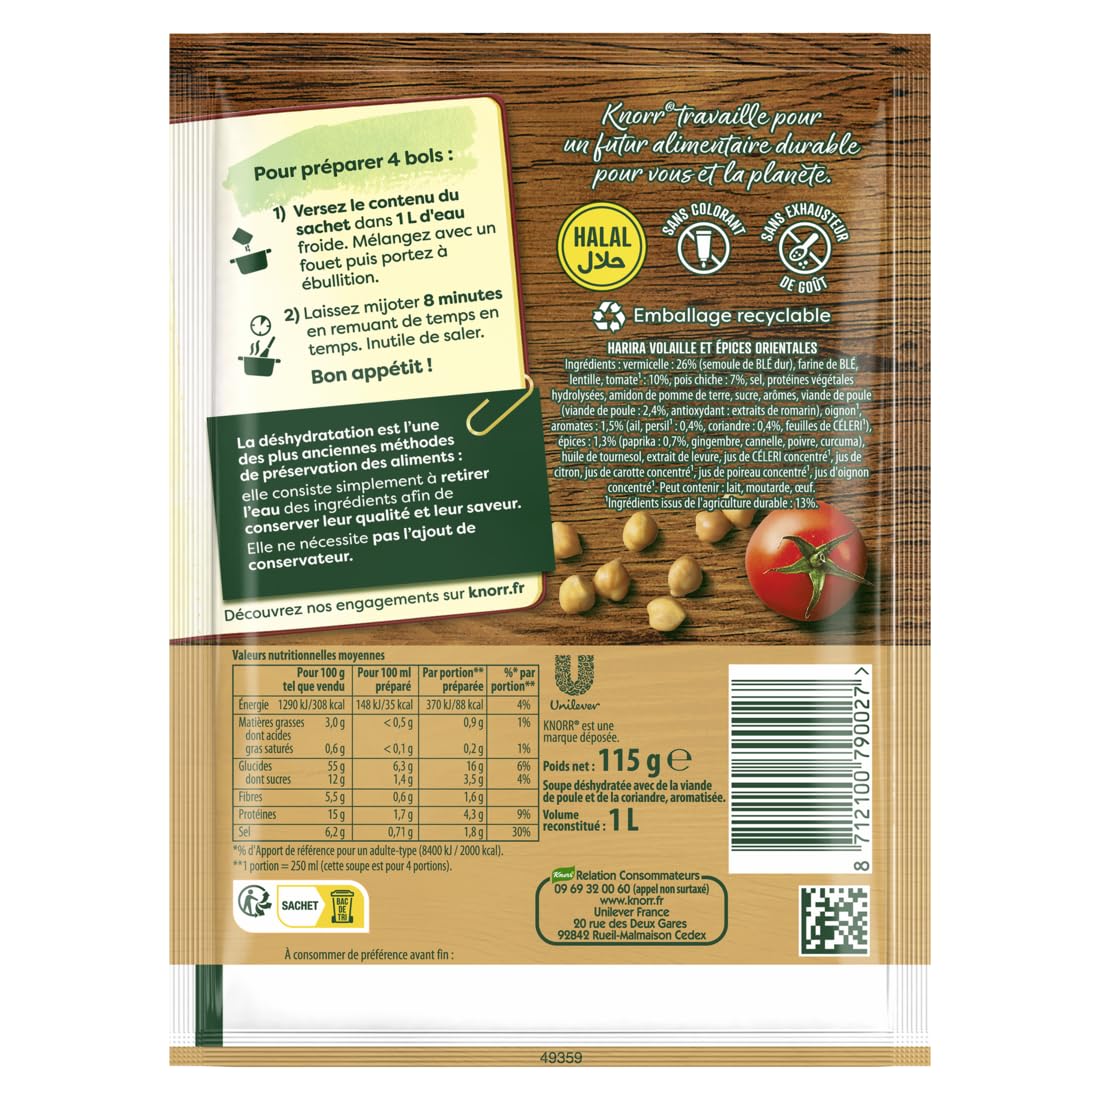 Pour préparer 4 bols :
1) Versez le contenu du
sachet dans 1 L d'eau
froide. Mélangez avec un
fouet puis portez à
ébullition.
2) Laissez mijoter 8 minutes
en remuant de temps en
temps. Inutile de saler.
Bon appétit !
La déshydratation est l'une
des plus anciennes méthodes
de préservation des aliments :
elle consiste simplement à retirer
l'eau des ingrédients afin de
conserver leur qualité et leur saveur.
Elle ne nécessite pas l'ajout de
conservateur.
Découvrez nos engagements sur knorr.fr
Knorr® travaille pour
un futur alimentaire durable
pour vous et la planète.
HALAL
حلال
SANS COLORANT
SANS EXHAUSTEUR
DE GOÛT
Emballage recyclable
HARIRA VOLAILLE ET ÉPICES ORIENTALES
Ingrédients : vermicelle : 26% (semoule de BLÉ dur), farine de BLÉ,
lentille, tomate¹ : 10%, pois chiche : 7%, sel, protéines végétales
hydrolysées, amidon de pomme de terre, sucre, arômes, viande de poule
(viande de poule : 2,4%, antioxydant : extraits de romarin), oignon¹,
aromates : 1,5% (ail, persil¹ : 0,4%, coriandre : 0,4%, feuilles de CÉLERI¹),
épices : 1,3% (paprika : 0,7%, gingembre, cannelle, poivre, curcuma),
huile de tournesol, extrait de levure, jus de CÉLERI concentré¹, jus de
citron, jus de carotte concentré¹, jus de poireau concentré¹, jus d'oignon
concentré¹. Peut contenir : lait, moutarde, œuf.
¹Ingrédients issus de l'agriculture durable : 13%.
Valeurs nutritionnelles moyennes
Pour 100 g tel que vendu Pour 100 ml préparé Par portion** préparée %* par portion**
Énergie 1290 kJ/308 kcal 148 kJ/35 kcal 370 kJ/88 kcal 4%
Matières grasses 3,0 g < 0,5 g 0,9 g 1%
dont acides
gras saturés 0,6 g < 0,1 g 0,2 g 1%
Glucides 55 g 6,3 g 16 g 6%
dont sucres 12 g 1,4 g 3,5 g 4%
Fibres 5,5 g 0,6 g 1,6 g
Protéines 15 g 1,7 g 4,3 g 9%
Sel 6,2 g 0,71 g 1,8 g 30%
*% d'Apport de référence pour un adulte-type (8400 kJ / 2000 kcal).
**1 portion = 250 ml (cette soupe est pour 4 portions).
SACHET
BAC
DE
TRI
À consommer de préférence avant fin :
Unilever
KNORR® est une
marque déposée.
Poids net : 115 g e
Soupe déshydratée avec de la viande
de poule et de la coriandre, aromatisée.
Volume
reconstitué : 1 L
Knorr Relation Consommateurs
09 69 32 00 60 (appel non surtaxé)
www.knorr.fr
Unilever France
20 rue des Deux Gares
92842 Rueil-Malmaison Cedex
8 712100 790027 >
49359